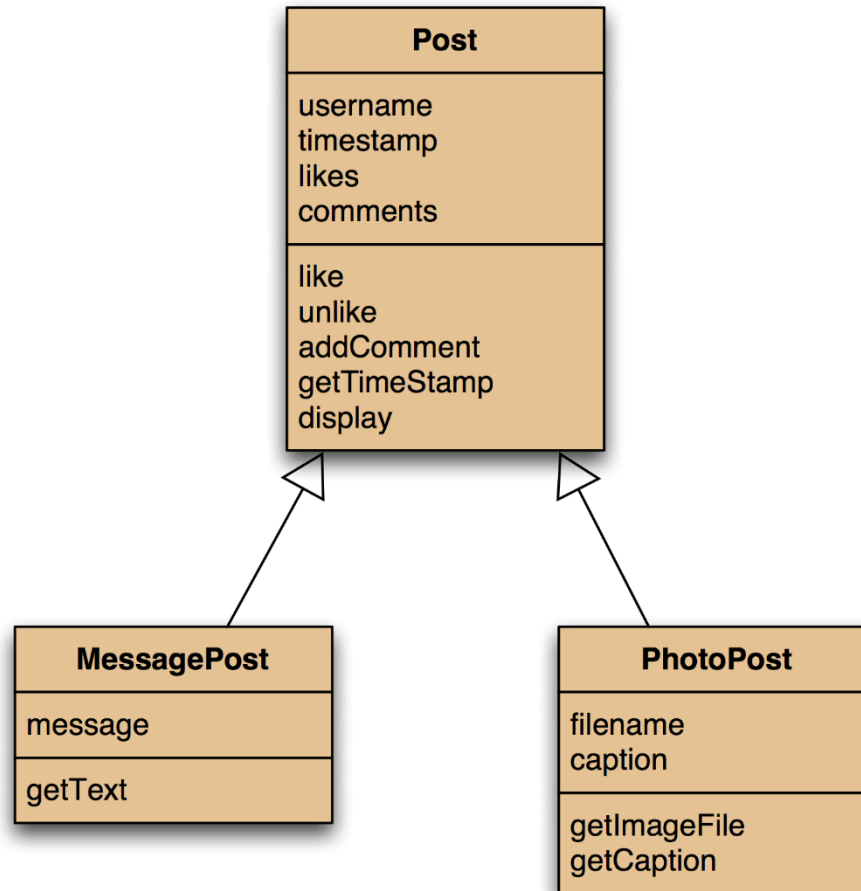 Post
username
timestamp
likes
comments
like
unlike
addComment
getTimeStamp
display
MessagePost
message
getText
PhotoPost
filename
caption
getImageFile
getCaption